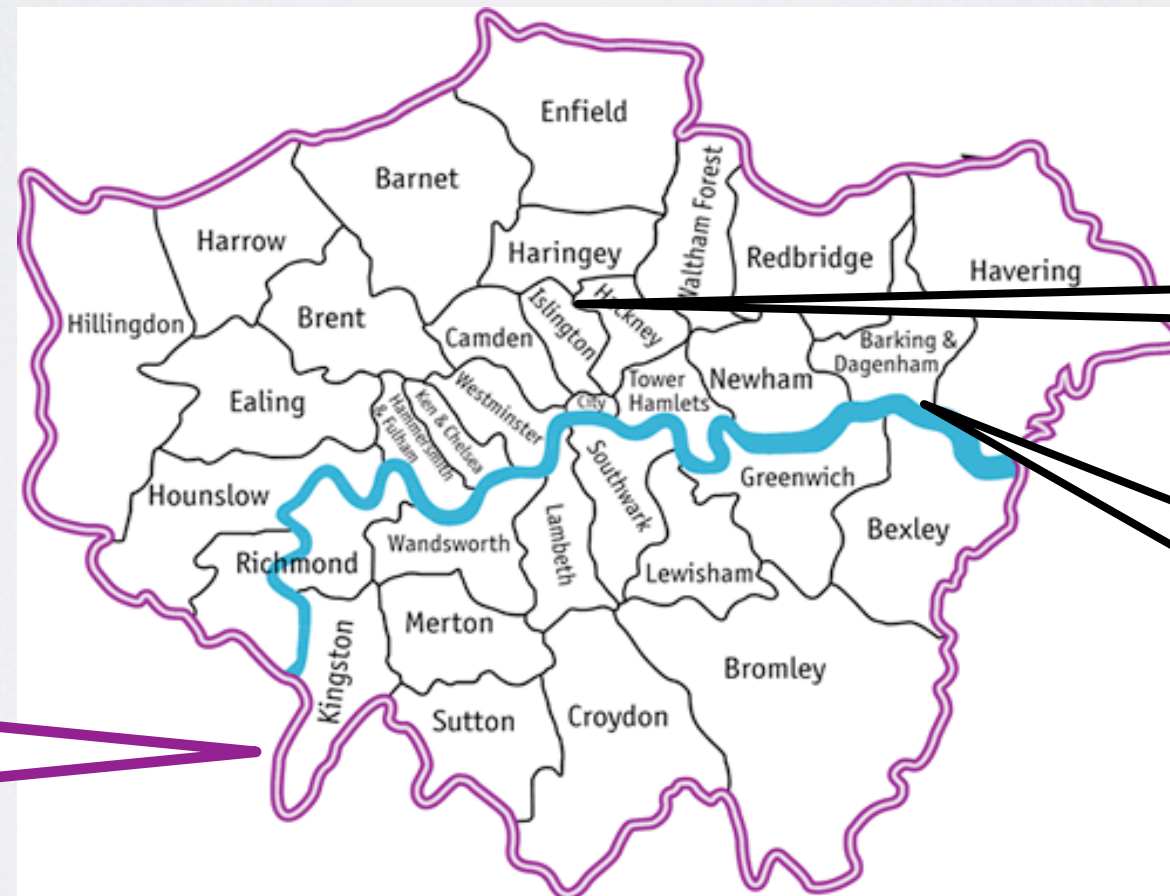 Enfield
Barnet
Waltham Forest
Harrow
Haringey
Redbridge
Havering
Hillingdon
Brent
Camden
Islington
Hackney
Barking &
Dagenham
Ealing
Hammersmith
& Fulham
Ken & Chelsea
Westminster
City
Tower
Hamlets
Newham
Hounslow
Southwark
Greenwich
Bexley
Richmond
Wandsworth
Lambeth
Lewisham
Kingston
Merton
Bromley
Sutton
Croydon